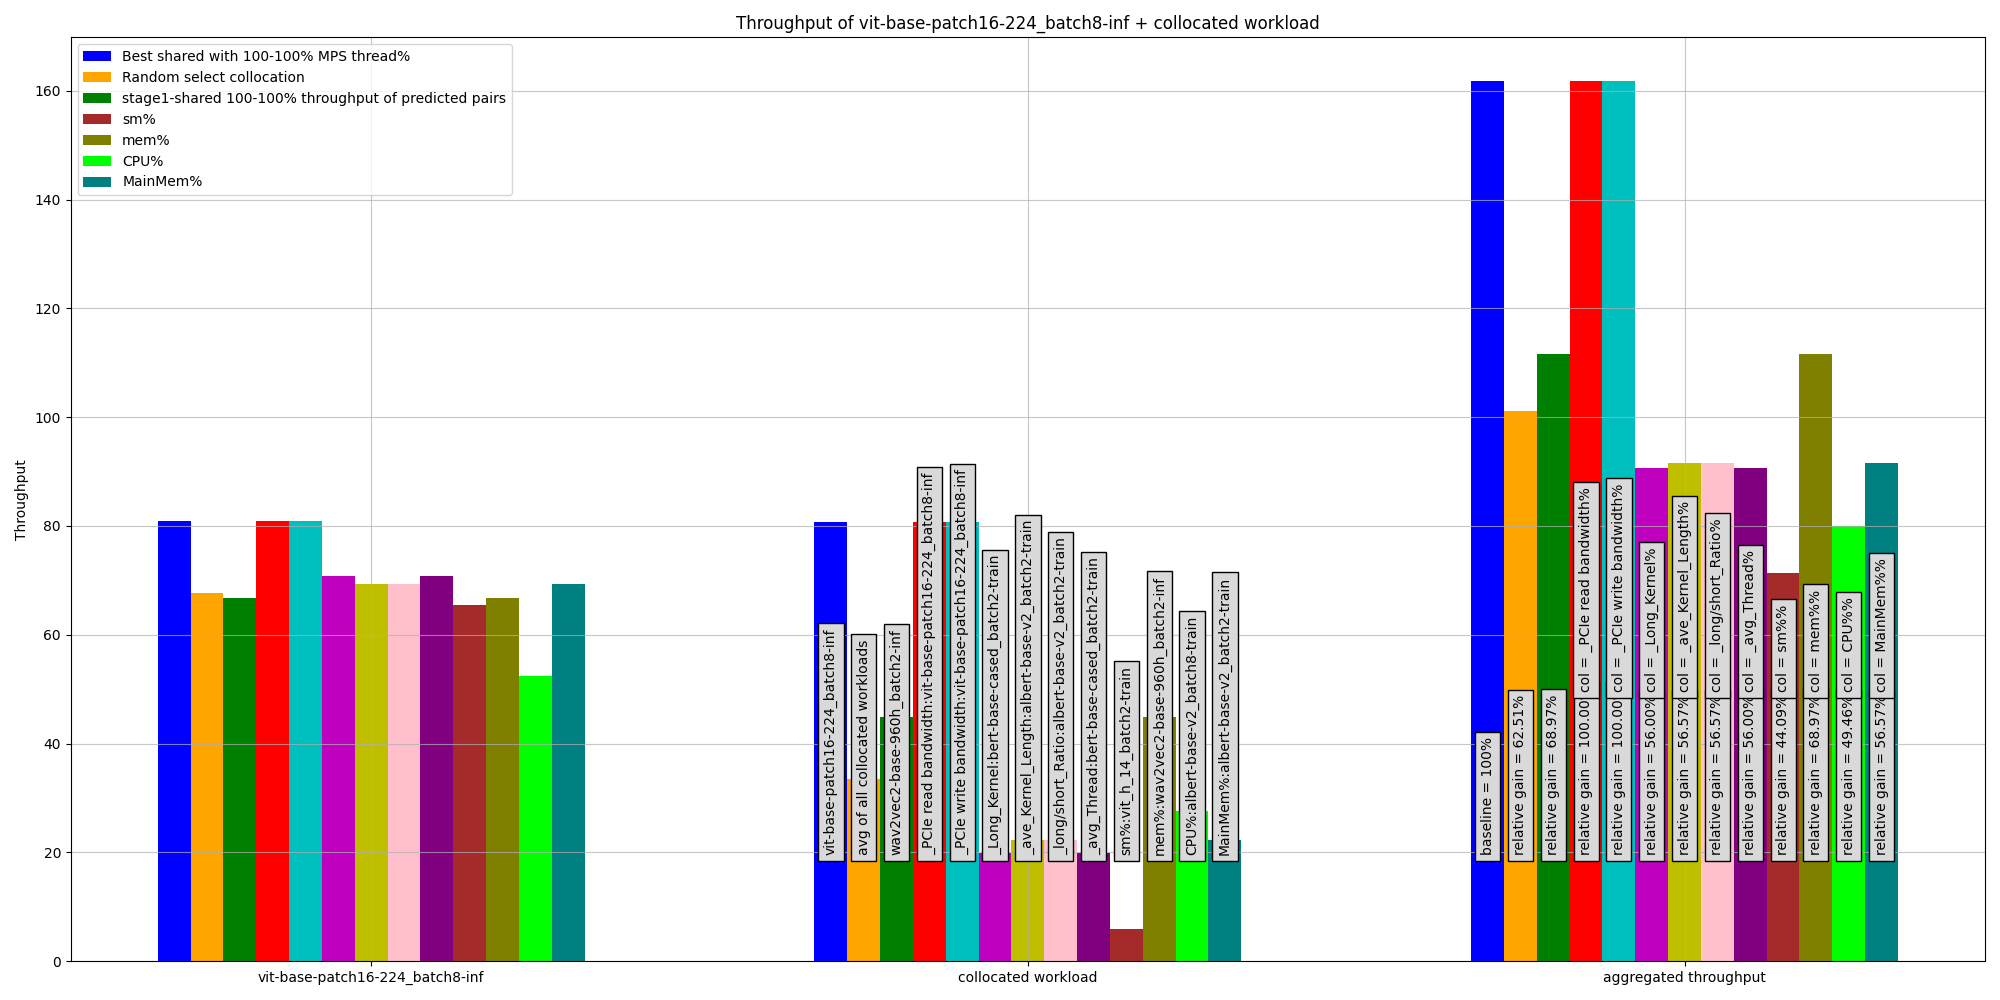 Throughput of vit-base-patch16-224_batch8-inf + collocated workload
Best shared with 100-100% MPS thread%
Random select collocation
stage1-shared 100-100% throughput of predicted pairs
sm%
mem%
CPU%
MainMem%
Throughput
160
140
120
100
80
60
40
20
0
vit-base-patch16-224_batch8-inf
avg of all collocated workloads
wav2vec2-base-960h_batch2-inf
_PCIe read bandwidth:vit-base-patch16-224_batch8-inf
_PCIe write bandwidth:vit-base-patch16-224_batch8-inf
_Long_Kernel:bert-base-cased_batch2-train
_ave_Kernel_Length:albert-base-v2_batch2-train
_long/short_Ratio:albert-base-v2_batch2-train
_avg_Thread:bert-base-cased_batch2-train
sm%:vit_h_14_batch2-train
mem%:wav2vec2-base-960h_batch2-inf
CPU%:albert-base-v2_batch8-train
MainMem%:albert-base-v2_batch2-train
baseline = 100%
relative gain = 62.51%
relative gain = 68.97%
relative gain = 100.00
col = _PCIe read bandwidth%
relative gain = 100.00
col = _PCIe write bandwidth%
relative gain = 56.00%
col = _Long_Kernel%
relative gain = 56.57%
col = _ave_Kernel_Length%
relative gain = 56.57%
col = _long/short_Ratio%
relative gain = 56.00%
col = _avg_Thread%
relative gain = 44.09%
col = sm%%
relative gain = 68.97%
col = mem%%
relative gain = 49.46%
col = CPU%%
relative gain = 56.57%
col = MainMem%%
vit-base-patch16-224_batch8-inf
collocated workload
aggregated throughput